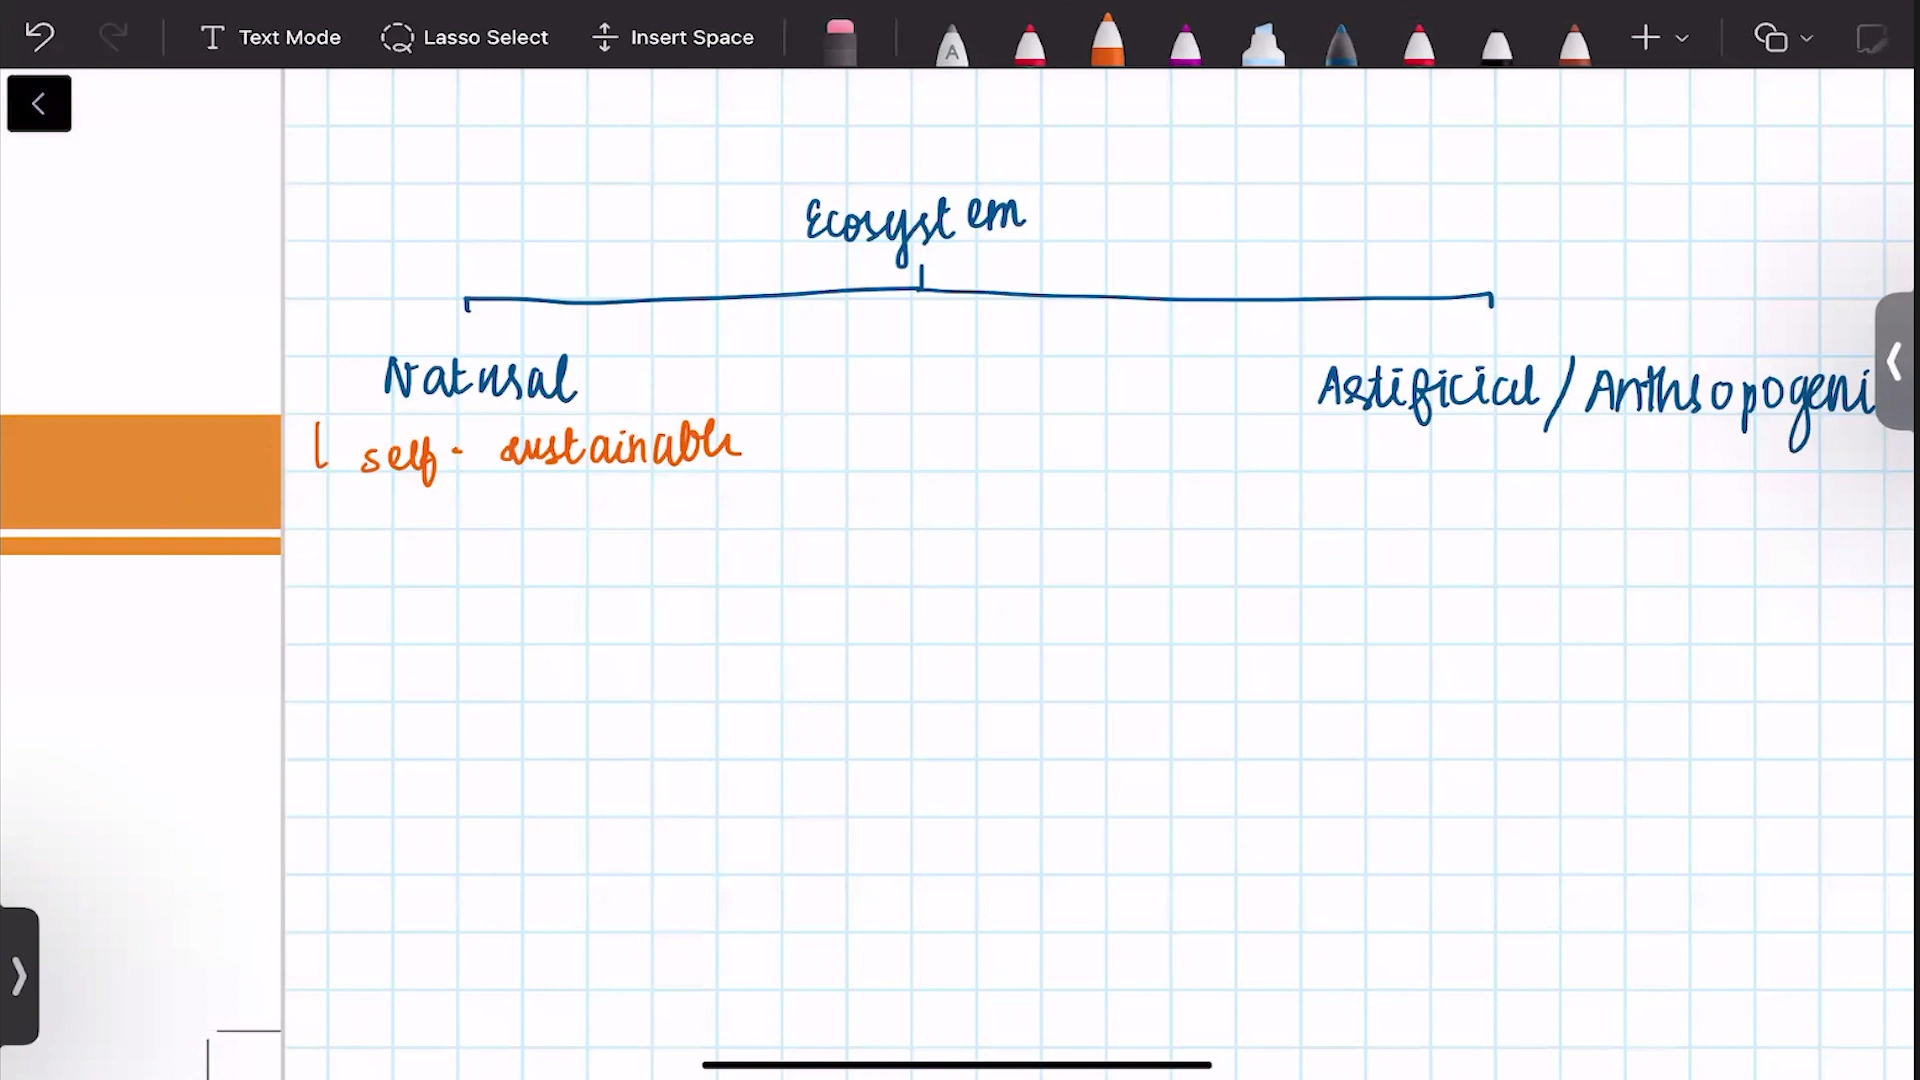 Text Mode Lasso Select Insert Space
A
Ecosystem
Natural Artificial / Anthropogeni
self-sustainable